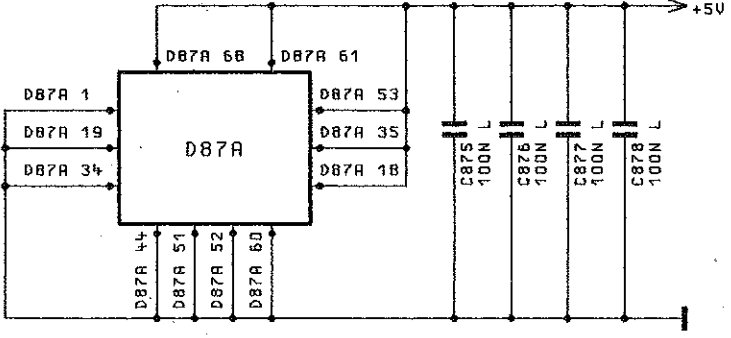 +5V
D87A 68 D87A 61
D87A 1
D87A 53
D87A 19
D87A
D87A 35
D87A 34
D87A 18
D87A 44
D87A 51
D87A 52
D87A 60
C875
100N L
C876
100N L
C877
100N L
C878
100N L